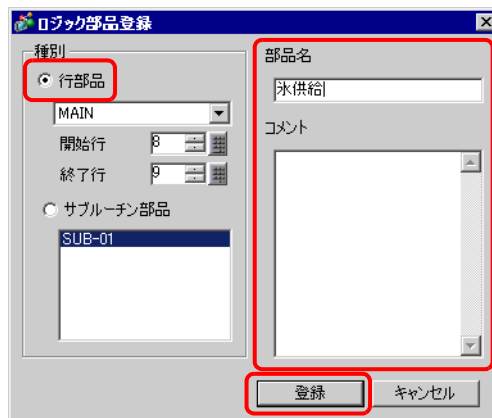 ロジック部品登録
種別
行部品
MAIN
開始行 8
終了行 9
サブルーチン部品
SUB-01
部品名
氷供給
コメント
登録 キャンセル